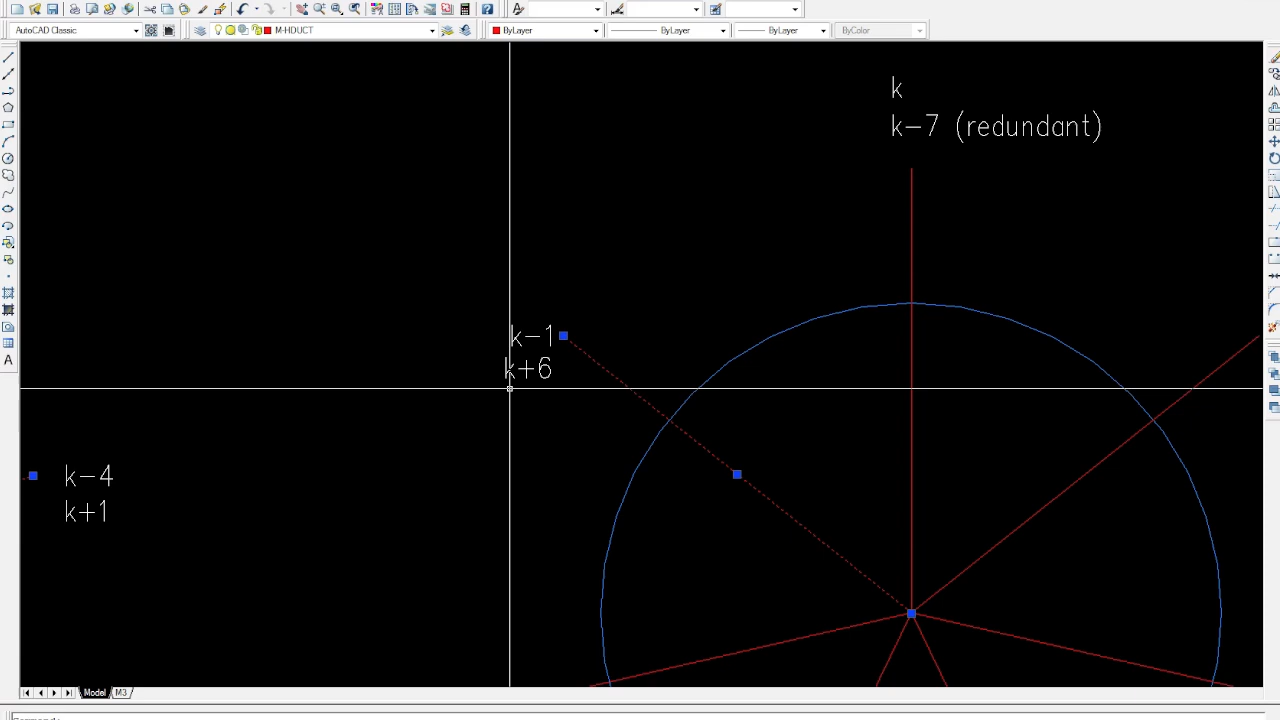 AutoCAD Classic
M-HDUCT
ByLayer
ByLayer
ByLayer
ByColor
k
k-7 (redundant)
k-1
k+6
k-4
k+1
A
Model
M3